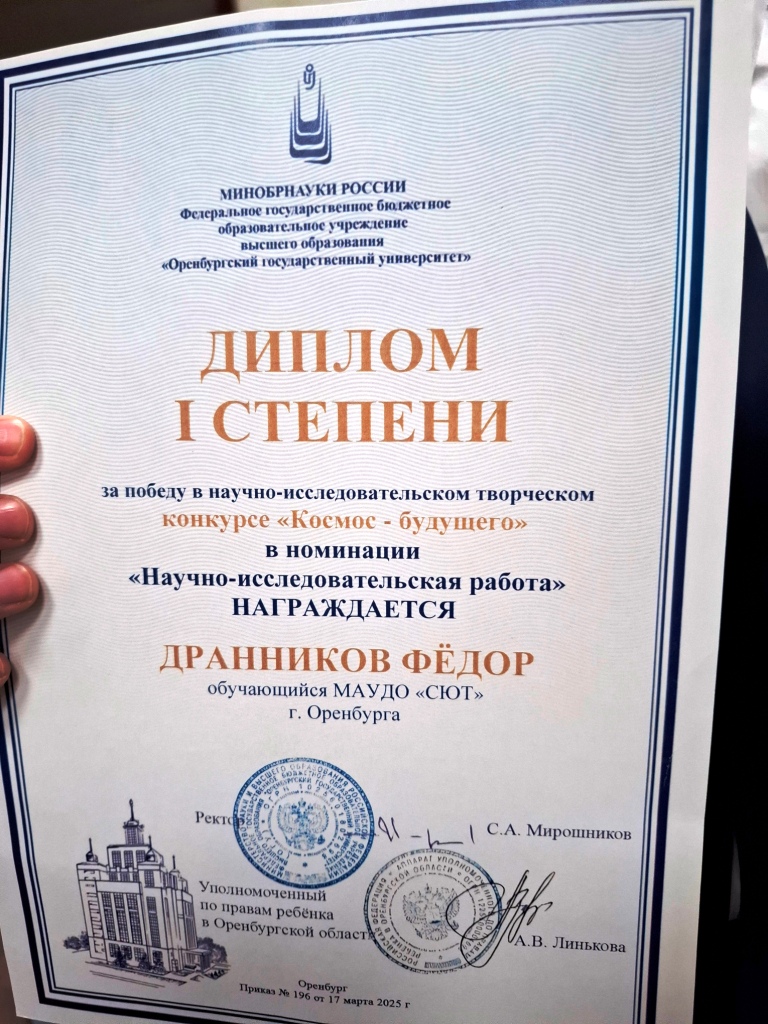 МИНОБРНАУКИ РОССИИ
Федеральное государственное бюджетное
образовательное учреждение
высшего образования
«Оренбургский государственный университет»
ДИПЛОМ
I СТЕПЕНИ
за победу в научно-исследовательском творческом
конкурсе «Космос - будущего»
в номинации
«Научно-исследовательская работа»
НАГРАЖДАЕТСЯ
ДРАННИКОВ ФЁДОР
обучающийся МАУДО «СЮТ»
г. Оренбурга
Ректор
С.А. Мирошников
Уполномоченный
по правам ребёнка
в Оренбургской области
А.В. Линькова
Оренбург
Приказ № 196 от 17 марта 2025 г